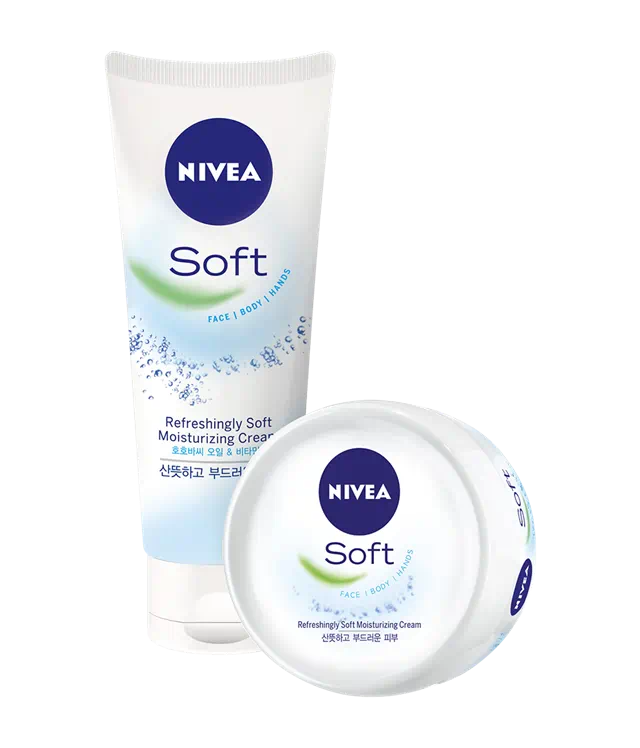 NIVEA
Soft
FACE | BODY | HANDS
Refreshingly Soft
Moisturizing Cream
호호바씨 오일 & 비타민
산뜻하고 부드러운
NIVEA
Soft
FACE | BODY | HANDS
Refreshingly Soft Moisturizing Cream
산뜻하고 부드러운 피부
Soft
NIVEA